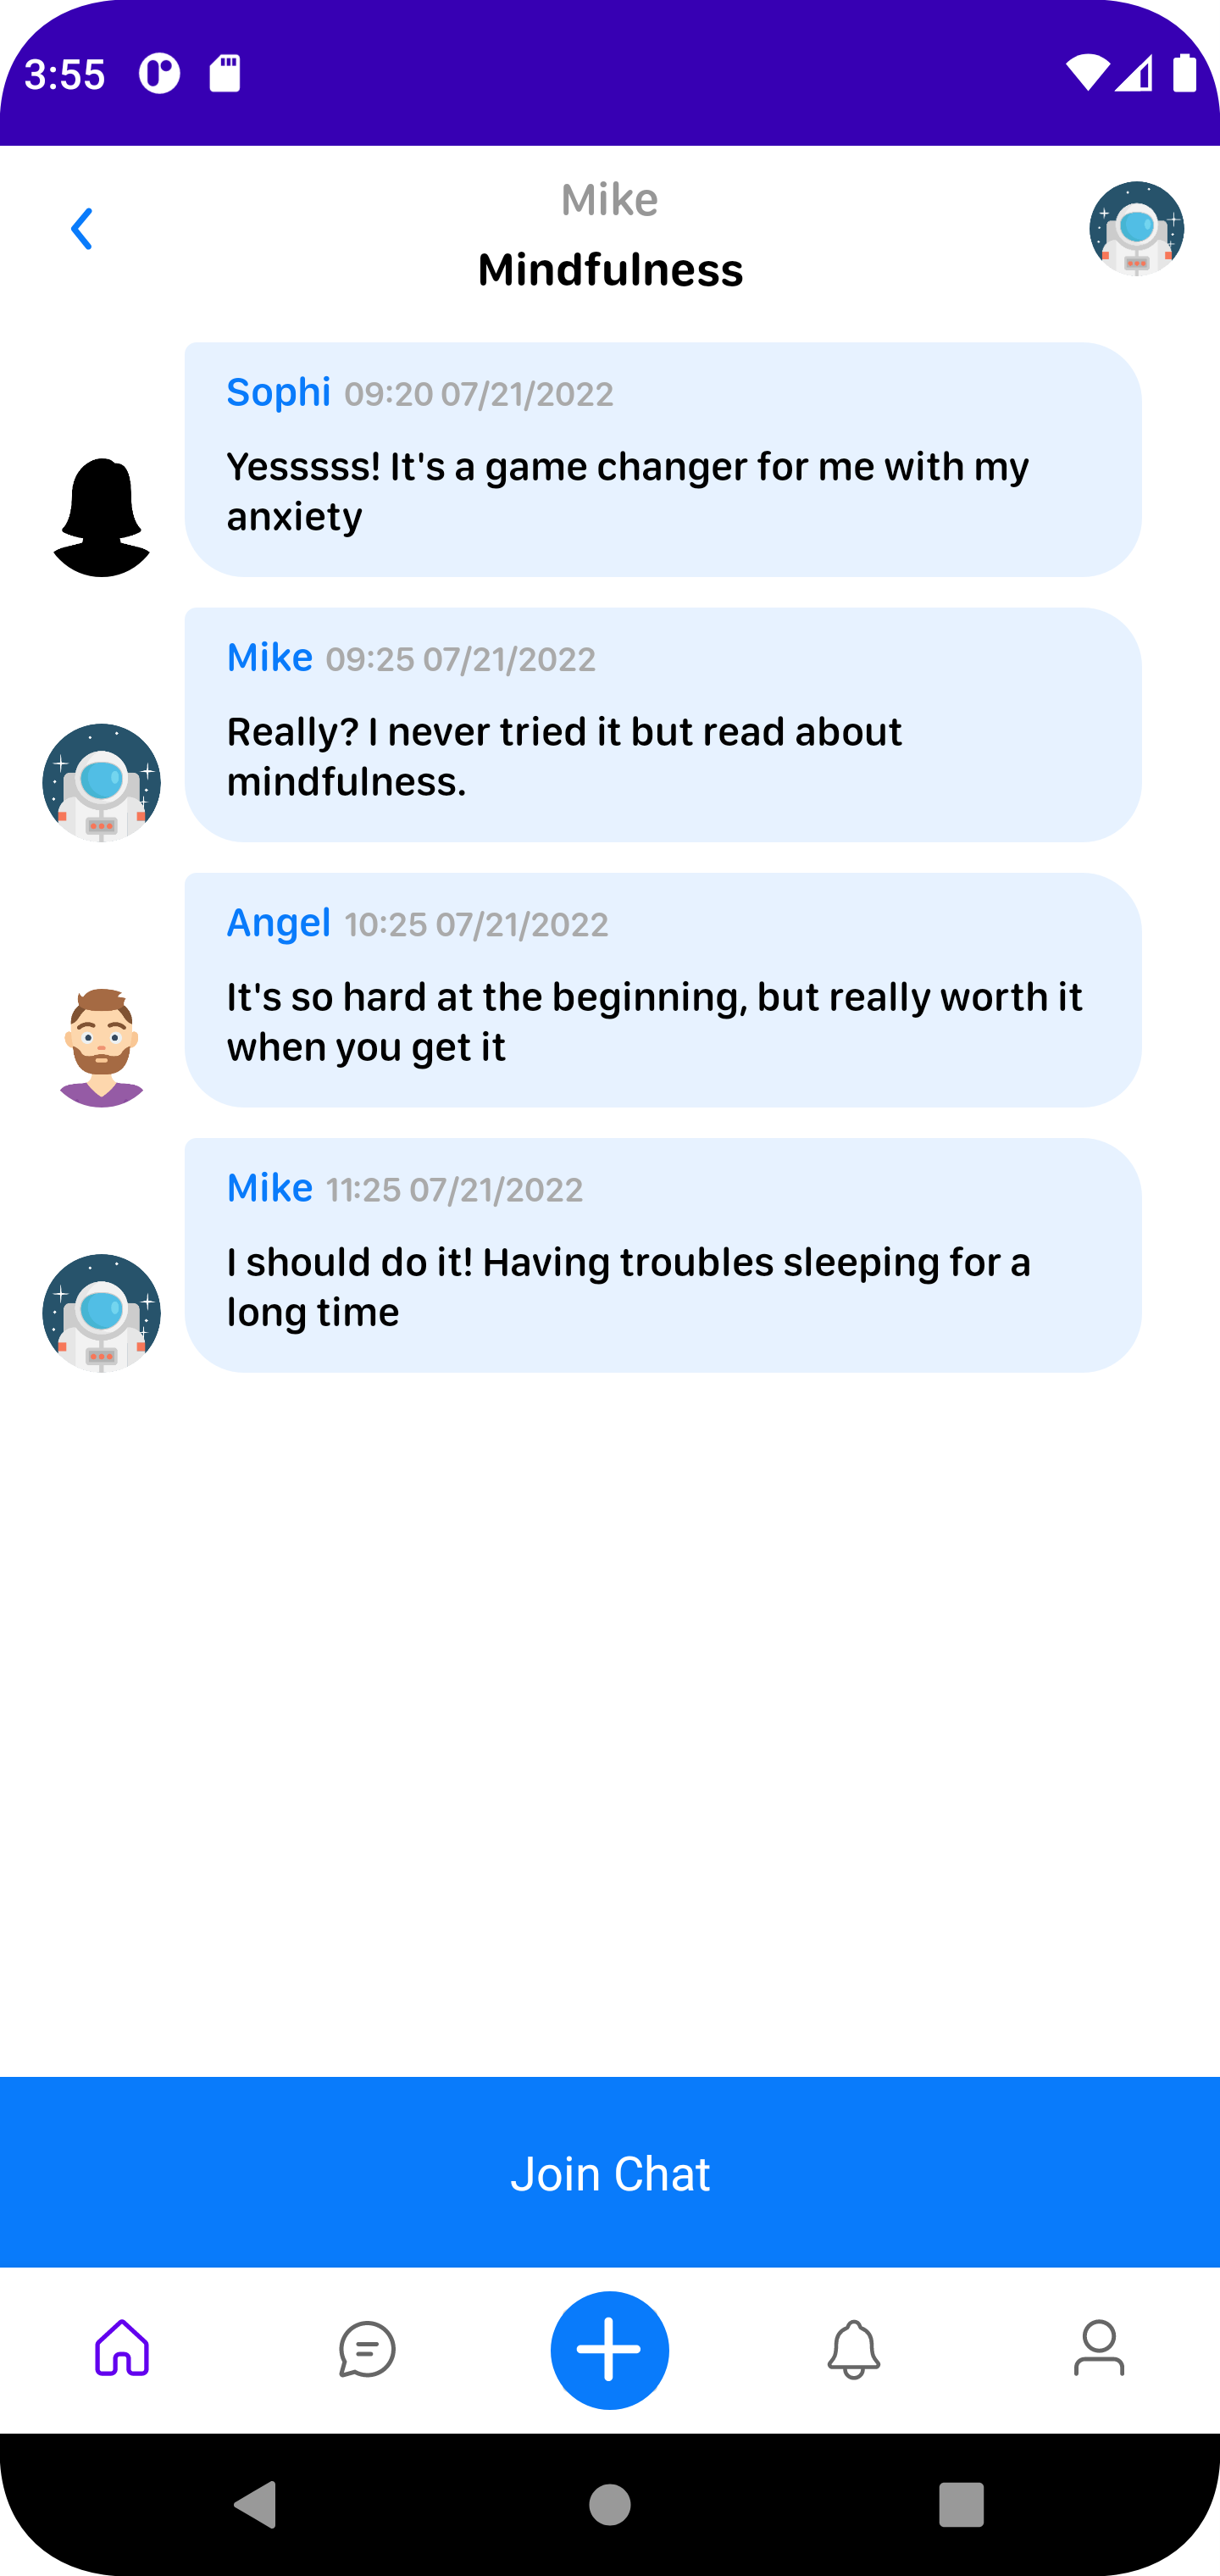 3:55
Mike
Mindfulness
Sophi 09:20 07/21/2022
Yesssss! It's a game changer for me with my
anxiety
Mike 09:25 07/21/2022
Really? I never tried it but read about
mindfulness.
Angel 10:25 07/21/2022
It's so hard at the beginning, but really worth it
when you get it
Mike 11:25 07/21/2022
I should do it! Having troubles sleeping for a
long time
Join Chat